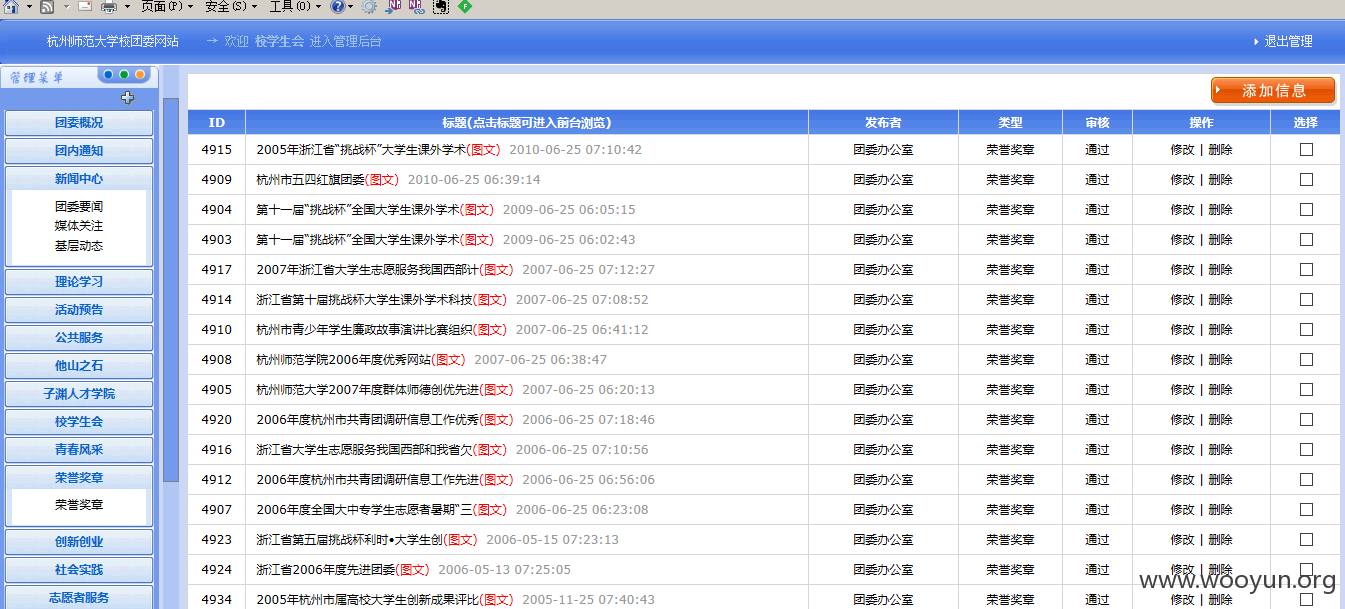 页面(P) 安全(S) 工具(O)
杭州师范大学校团委网站 → 欢迎 校学生会 进入管理后台 退出管理
管理菜单
添加信息
团委概况
团内通知
新闻中心
团委要闻
媒体关注
基层动态
理论学习
活动预告
公共服务
他山之石
子渊人才学院
校学生会
青春风采
荣誉奖章
荣誉奖章
创新创业
社会实践
志愿者服务
ID 标题(点击标题可进入前台浏览) 发布者 类型 审核 操作 选择
4915 2005年浙江省“挑战杯”大学生课外学术(图文) 2010-06-25 07:10:42 团委办公室 荣誉奖章 通过 修改 | 删除
4909 杭州市五四红旗团委(图文) 2010-06-25 06:39:14 团委办公室 荣誉奖章 通过 修改 | 删除
4904 第十一届“挑战杯”全国大学生课外学术(图文) 2009-06-25 06:05:15 团委办公室 荣誉奖章 通过 修改 | 删除
4903 第十一届“挑战杯”全国大学生课外学术(图文) 2009-06-25 06:02:43 团委办公室 荣誉奖章 通过 修改 | 删除
4917 2007年浙江省大学生志愿服务我国西部计(图文) 2007-06-25 07:12:27 团委办公室 荣誉奖章 通过 修改 | 删除
4914 浙江省第十届挑战杯大学生课外学术科技(图文) 2007-06-25 07:08:52 团委办公室 荣誉奖章 通过 修改 | 删除
4910 杭州市青少年学生廉政故事演讲比赛组织(图文) 2007-06-25 06:41:12 团委办公室 荣誉奖章 通过 修改 | 删除
4908 杭州师范学院2006年度优秀网站(图文) 2007-06-25 06:38:47 团委办公室 荣誉奖章 通过 修改 | 删除
4905 杭州师范大学2007年度群体师德创优先进(图文) 2007-06-25 06:20:13 团委办公室 荣誉奖章 通过 修改 | 删除
4920 2006年度杭州市共青团调研信息工作优秀(图文) 2006-06-25 07:18:46 团委办公室 荣誉奖章 通过 修改 | 删除
4916 浙江省大学生志愿服务我国西部和我省欠(图文) 2006-06-25 07:10:56 团委办公室 荣誉奖章 通过 修改 | 删除
4912 2006年度杭州市共青团调研信息工作先进(图文) 2006-06-25 06:56:06 团委办公室 荣誉奖章 通过 修改 | 删除
4907 2006年度全国大中专学生志愿者暑期“三(图文) 2006-06-25 06:23:08 团委办公室 荣誉奖章 通过 修改 | 删除
4923 浙江省第五届挑战杯利时•大学生创(图文) 2006-05-15 07:23:13 团委办公室 荣誉奖章 通过 修改 | 删除
4924 浙江省2006年度先进团委(图文) 2006-05-13 07:25:05 团委办公室 荣誉奖章 通过 修改 | 删除
4934 2005年杭州市属高校大学生创新成果评比(图文) 2005-11-25 07:40:43 团委办公室 荣誉奖章 通过 修改 | 删除
www.wooyun.org